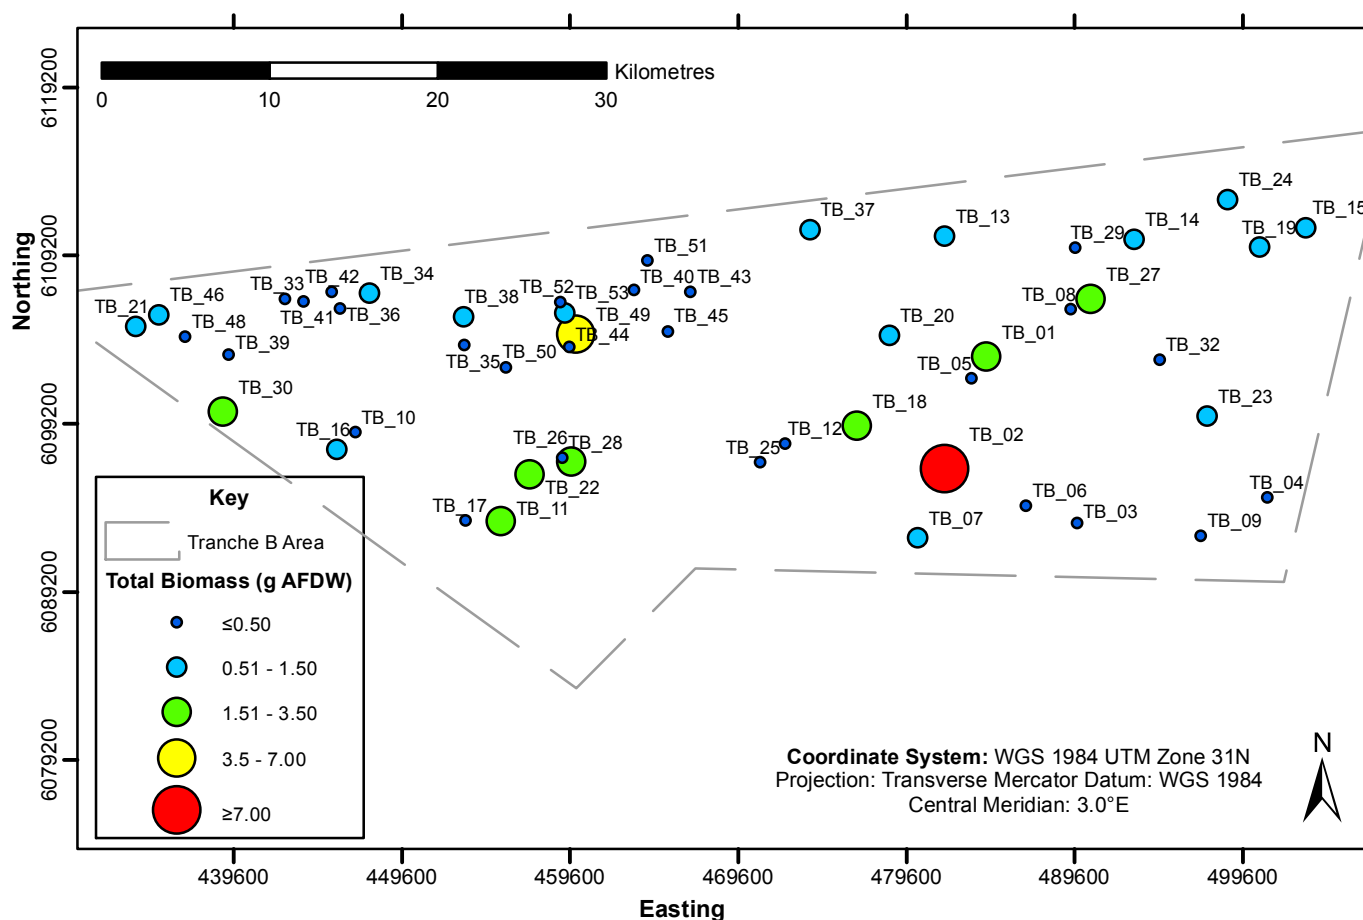 Kilometres
0 10 20 30
6119200
6109200
6099200
6089200
6079200
Northing
TB_24
TB_37
TB_13
TB_15
TB_14
TB_19
TB_29
TB_51
TB_27
TB_34
TB_42
TB_33
TB_40
TB_43
TB_46
TB_52
TB_53
TB_38
TB_08
TB_21
TB_41
TB_36
TB_49
TB_48
TB_45
TB_44
TB_20
TB_01
TB_39
TB_35
TB_50
TB_32
TB_05
TB_30
TB_23
TB_18
TB_10
TB_16
TB_12
TB_02
TB_26
TB_28
TB_25
TB_22
TB_04
TB_06
TB_17
TB_11
TB_07
TB_03
TB_09
Key
Tranche B Area
Total Biomass (g AFDW)
≤0.50
0.51 - 1.50
1.51 - 3.50
3.5 - 7.00
≥7.00
Coordinate System: WGS 1984 UTM Zone 31N
Projection: Transverse Mercator Datum: WGS 1984
Central Meridian: 3.0°E
N
439600 449600 459600 469600 479600 489600 499600
Easting